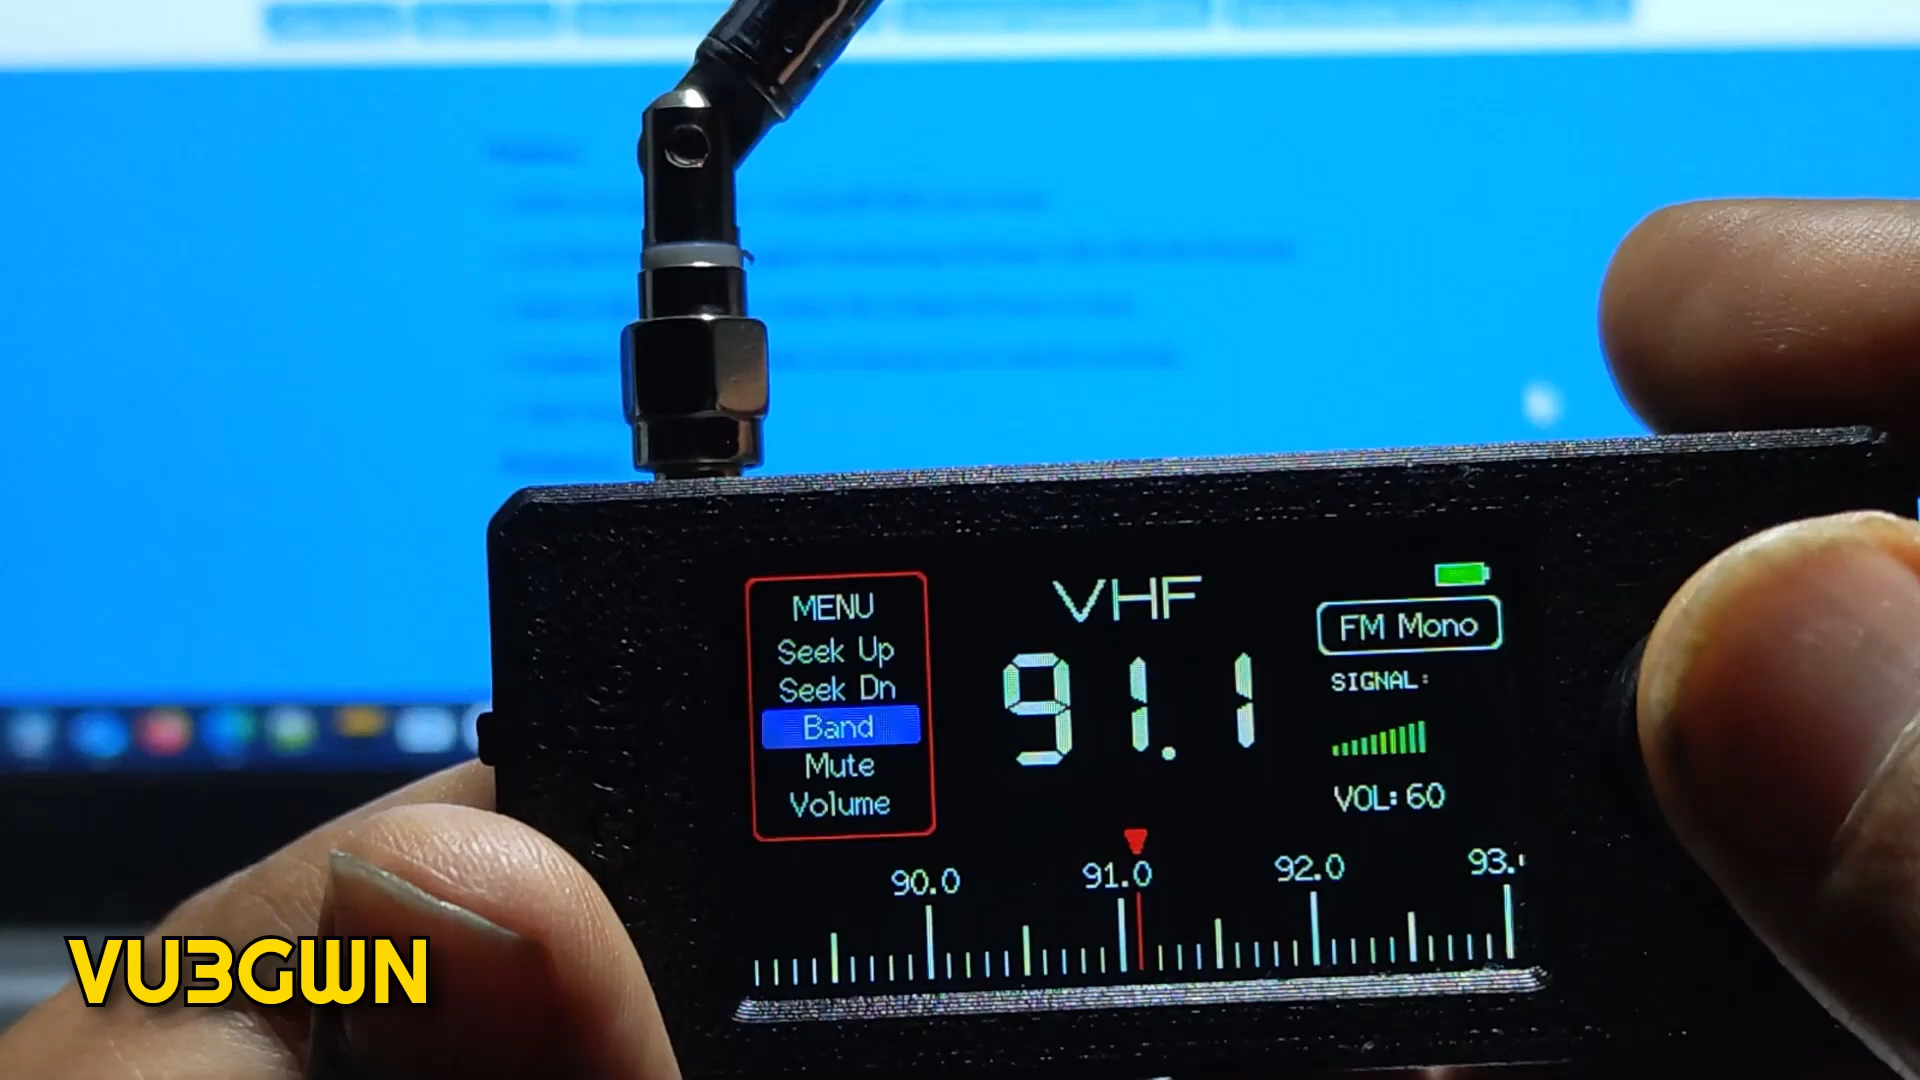 MENU
Seek Up
Seek Dn
Band
Mute
Volume
VHF
91.1
FM Mono
SIGNAL:
VOL: 60
90.0 91.0 92.0 93.
VU3GWN